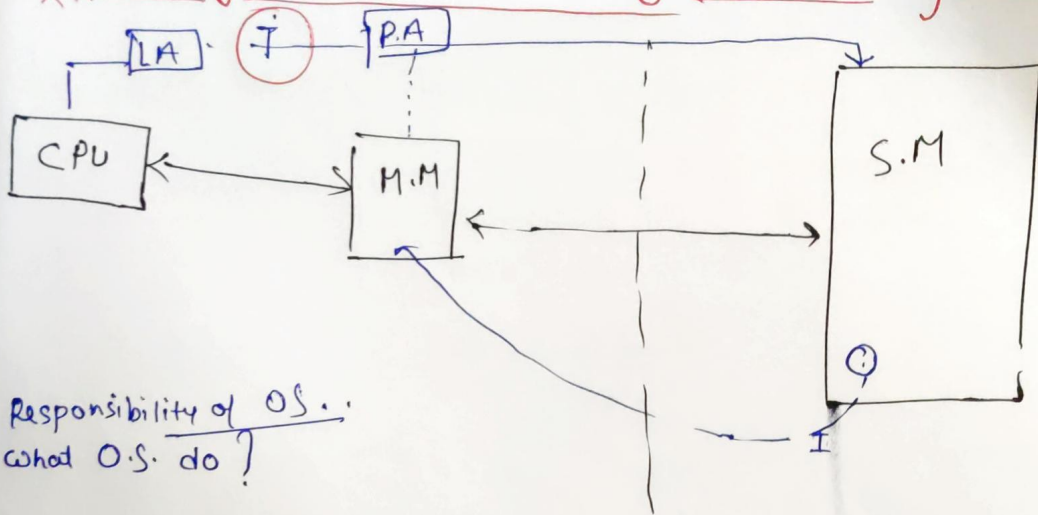 LA
T
P.A
CPU
M.M
S.M
I
Responsibility of OS..
what O.S. do?